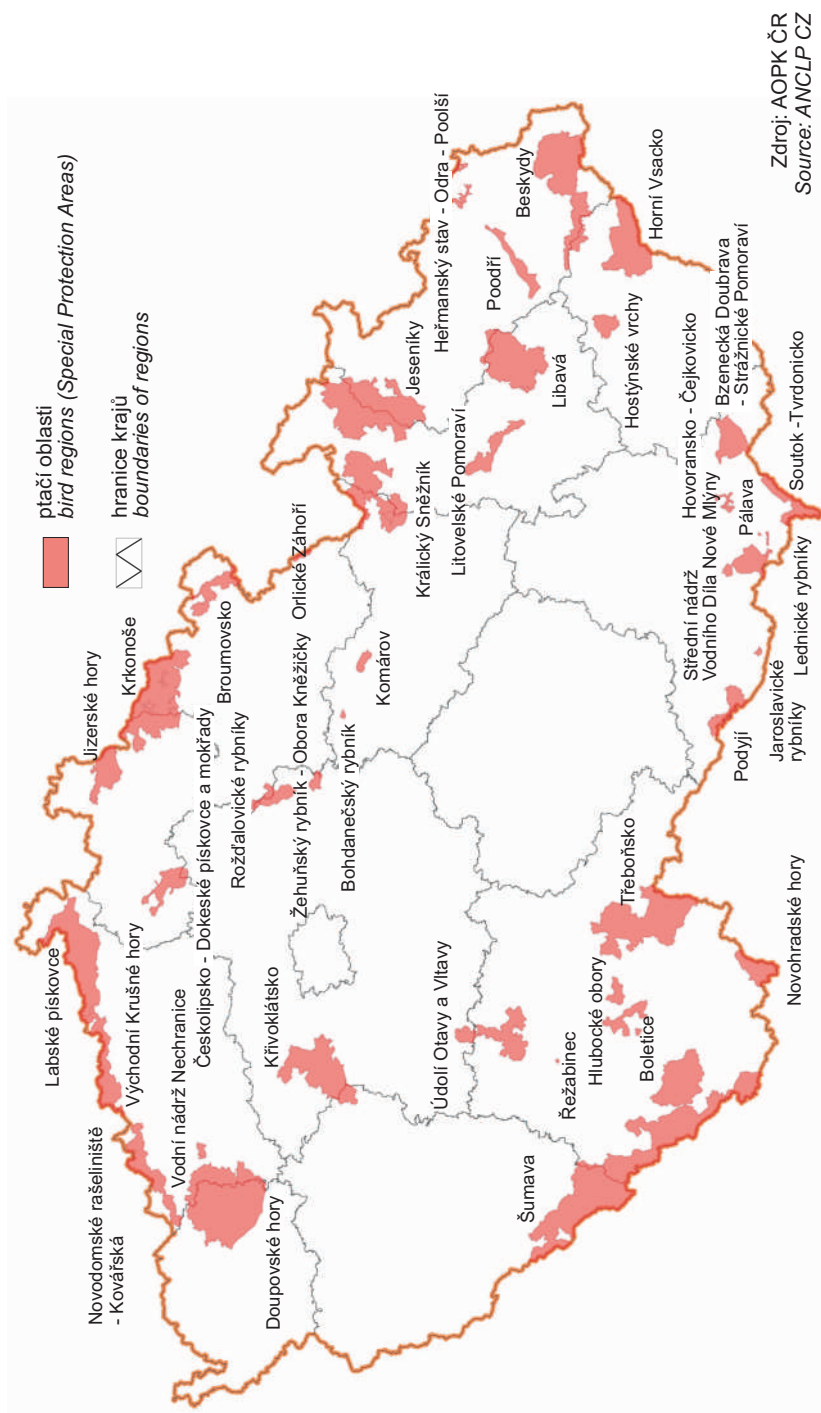 ptačí oblasti
bird regions (Special Protection Areas)
hranice krajů
boundaries of regions
Labské pískovce
Východní Krušné hory
Novodomské rašeliniště
- Kovářská
Vodní nádrž Nechranice
Doupovské hory
Českolipsko - Dokeské pískovce a mokřady
Jizerské hory
Krkonoše
Broumovsko
Rožďalovické rybníky
Žehuňský rybník - Obora Kněžičky
Orlické Záhoří
Bohdanečský rybník
Komárov
Křivoklátsko
Králický Sněžník
Litovelské Pomoraví
Jeseníky
Heřmanský stav - Odra - Poolší
Poodří
Beskydy
Libavá
Hostýnské vrchy
Horní Vsacko
Údolí Otavy a Vltavy
Řežabinec
Hlubocké obory
Boletice
Šumava
Třeboňsko
Novohradské hory
Podyjí
Jaroslavické
rybníky
Střední nádrž
Vodního Díla Nové Mlýny
Lednické rybníky
Pálava
Hovoransko - Čejkovicko
Bzenecká Doubrava
- Strážnické Pomoraví
Soutok -Tvrdonicko
Zdroj: AOPK ČR
Source: ANCLP CZ